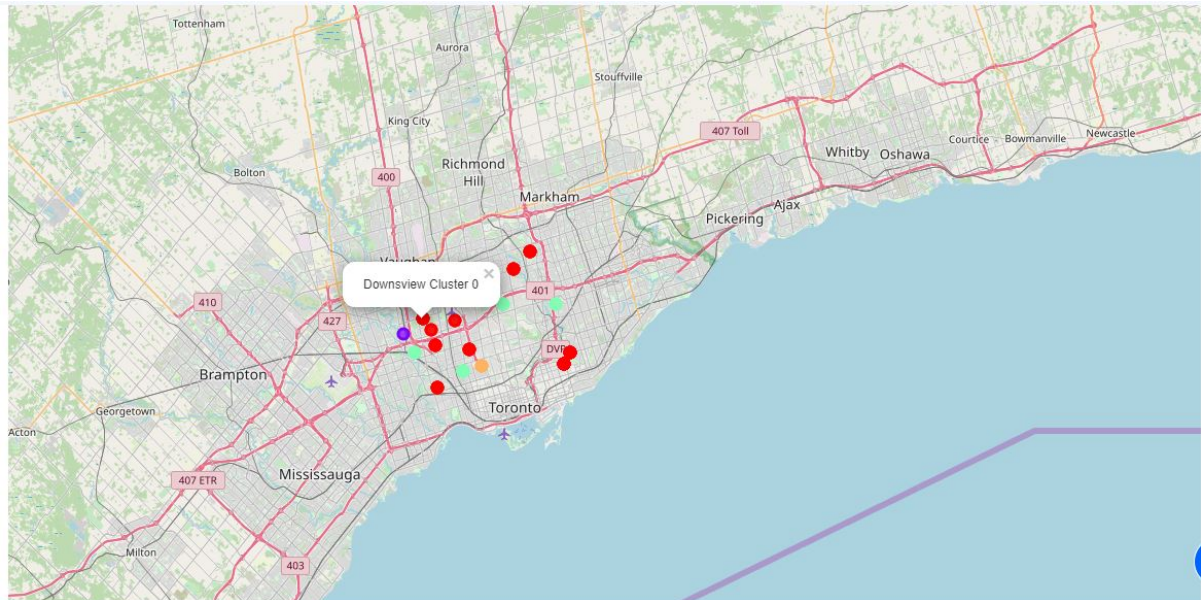 Tottenham
Aurora
Stouffville
King City
407 Toll
Courtice
Bowmanville
Newcastle
Whitby
Oshawa
Richmond
Hill
Bolton
400
Markham
Ajax
Pickering
Vaughan
×
Downsview Cluster 0
401
410
427
DVP
Brampton
Georgetown
Toronto
Acton
Mississauga
407 ETR
Milton
403